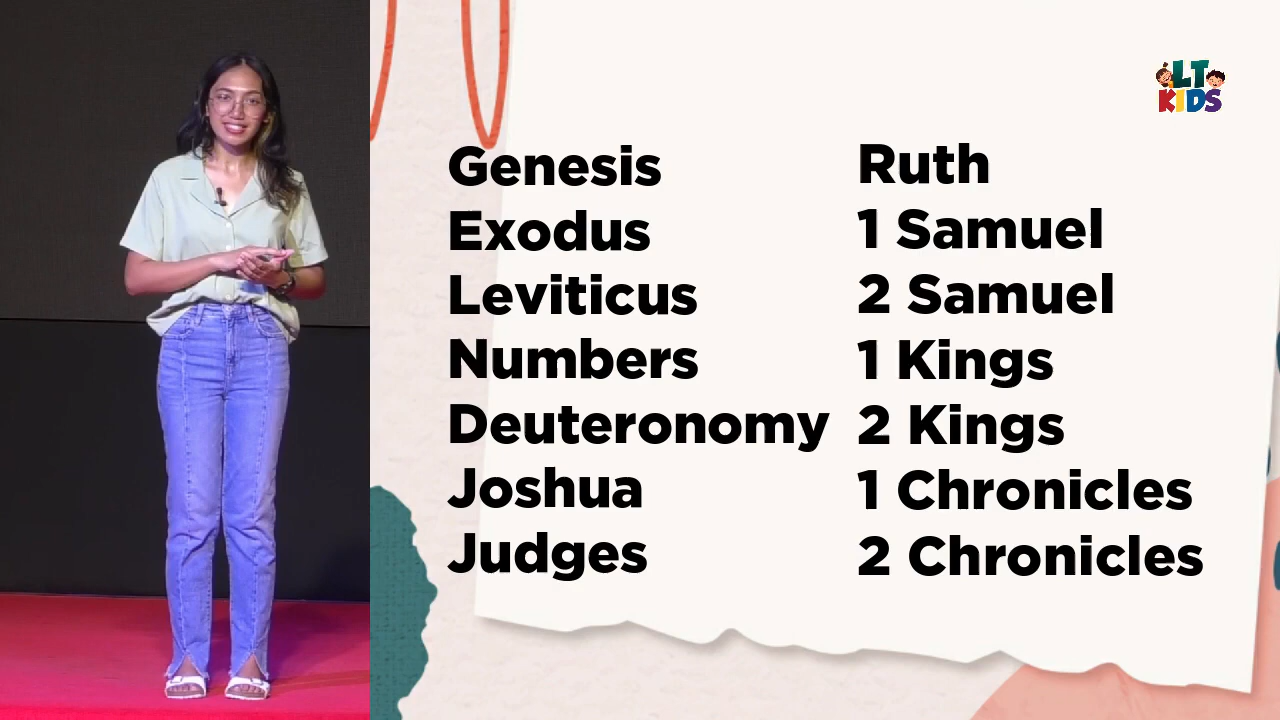 LT
KIDS
Genesis
Exodus
Leviticus
Numbers
Deuteronomy
Joshua
Judges
Ruth
1 Samuel
2 Samuel
1 Kings
2 Kings
1 Chronicles
2 Chronicles